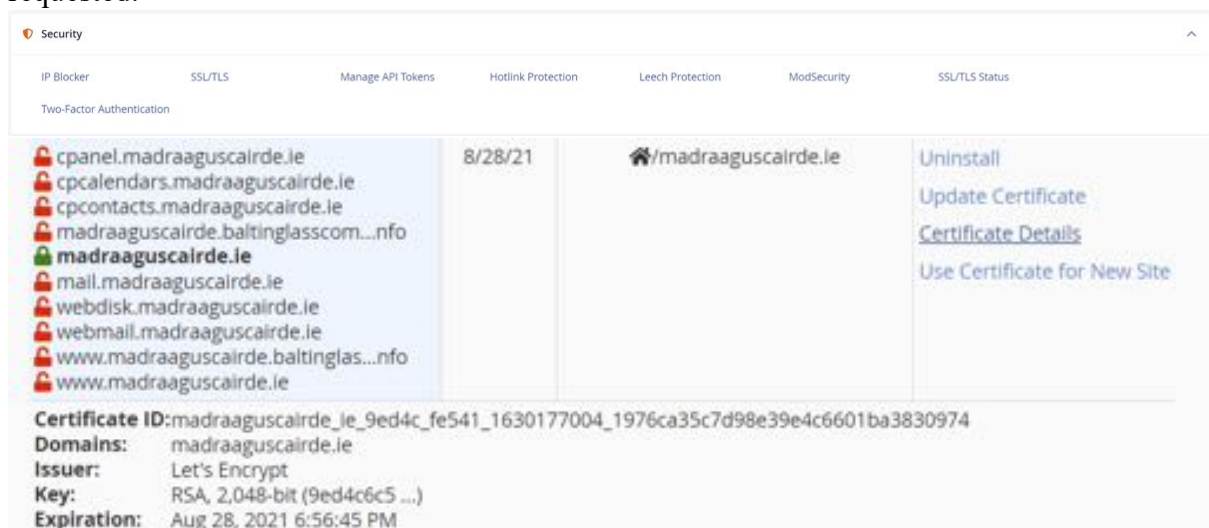 requested.
Security
IP Blocker SSL/TLS Manage API Tokens Hotlink Protection Leech Protection ModSecurity SSL/TLS Status
Two-Factor Authentication
cpanel.madraaguscairde.ie 8/28/21 /madraaguscairde.ie Uninstall
cpcalendars.madraaguscairde.ie
cpcontacts.madraaguscairde.ie Update Certificate
madraaguscairde.baltinglasscom...nfo Certificate Details
madraaguscairde.ie
mail.madraaguscairde.ie Use Certificate for New Site
webdisk.madraaguscairde.ie
webmail.madraaguscairde.ie
www.madraaguscairde.baltinglas...nfo
www.madraaguscairde.ie
Certificate ID:madraaguscairde_ie_9ed4c_fe541_1630177004_1976ca35c7d98e39e4c6601ba3830974
Domains: madraaguscairde.ie
Issuer: Let's Encrypt
Key: RSA, 2,048-bit (9ed4c6c5 ...)
Expiration: Aug 28, 2021 6:56:45 PM